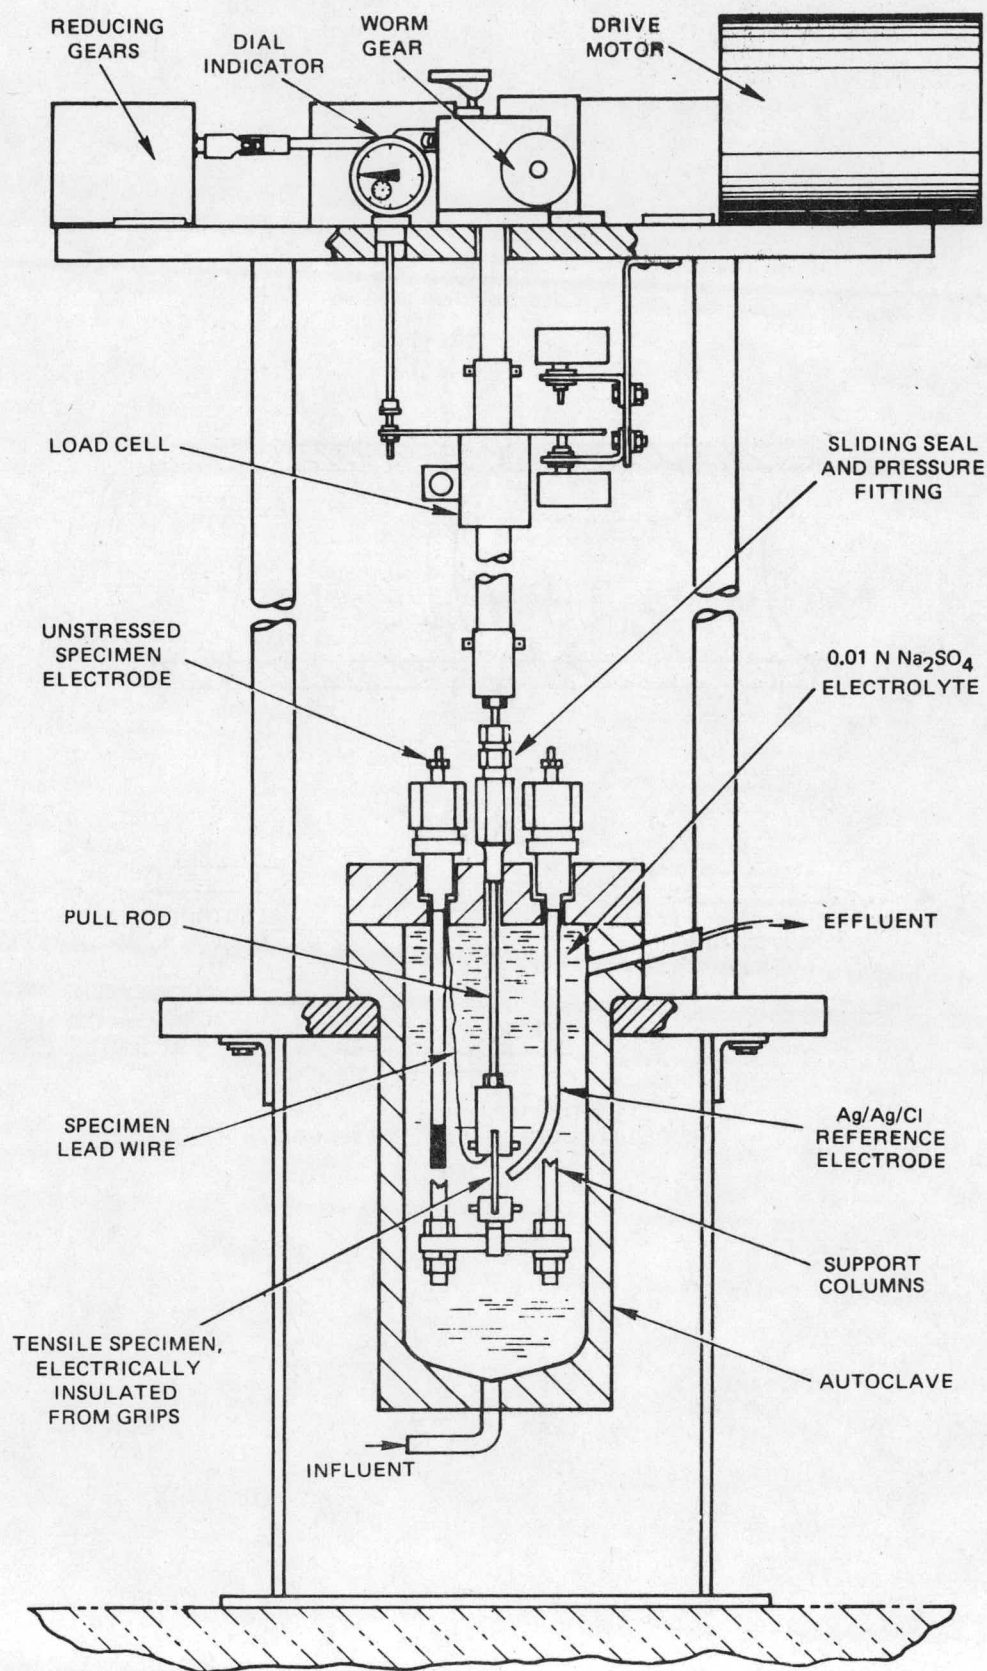 REDUCING
GEARS
DIAL
INDICATOR
WORM
GEAR
DRIVE
MOTOR
LOAD CELL
SLIDING SEAL
AND PRESSURE
FITTING
UNSTRESSED
SPECIMEN
ELECTRODE
0.01 N Na₂SO₄
ELECTROLYTE
PULL ROD
EFFLUENT
SPECIMEN
LEAD WIRE
Ag/Ag/Cl
REFERENCE
ELECTRODE
SUPPORT
COLUMNS
TENSILE SPECIMEN,
ELECTRICALLY
INSULATED
FROM GRIPS
AUTOCLAVE
INFLUENT